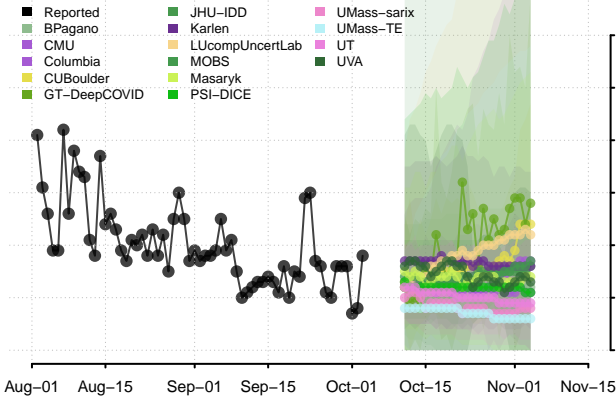 Reported
BPagano
CMU
Columbia
CUBoulder
GT−DeepCOVID
JHU−IDD
Karlen
LUcompUncertLab
MOBS
Masaryk
PSI−DICE
UMass−sarix
UMass−TE
UT
UVA
Aug−01 Aug−15 Sep−01 Sep−15 Oct−01 Oct−15 Nov−01 Nov−15